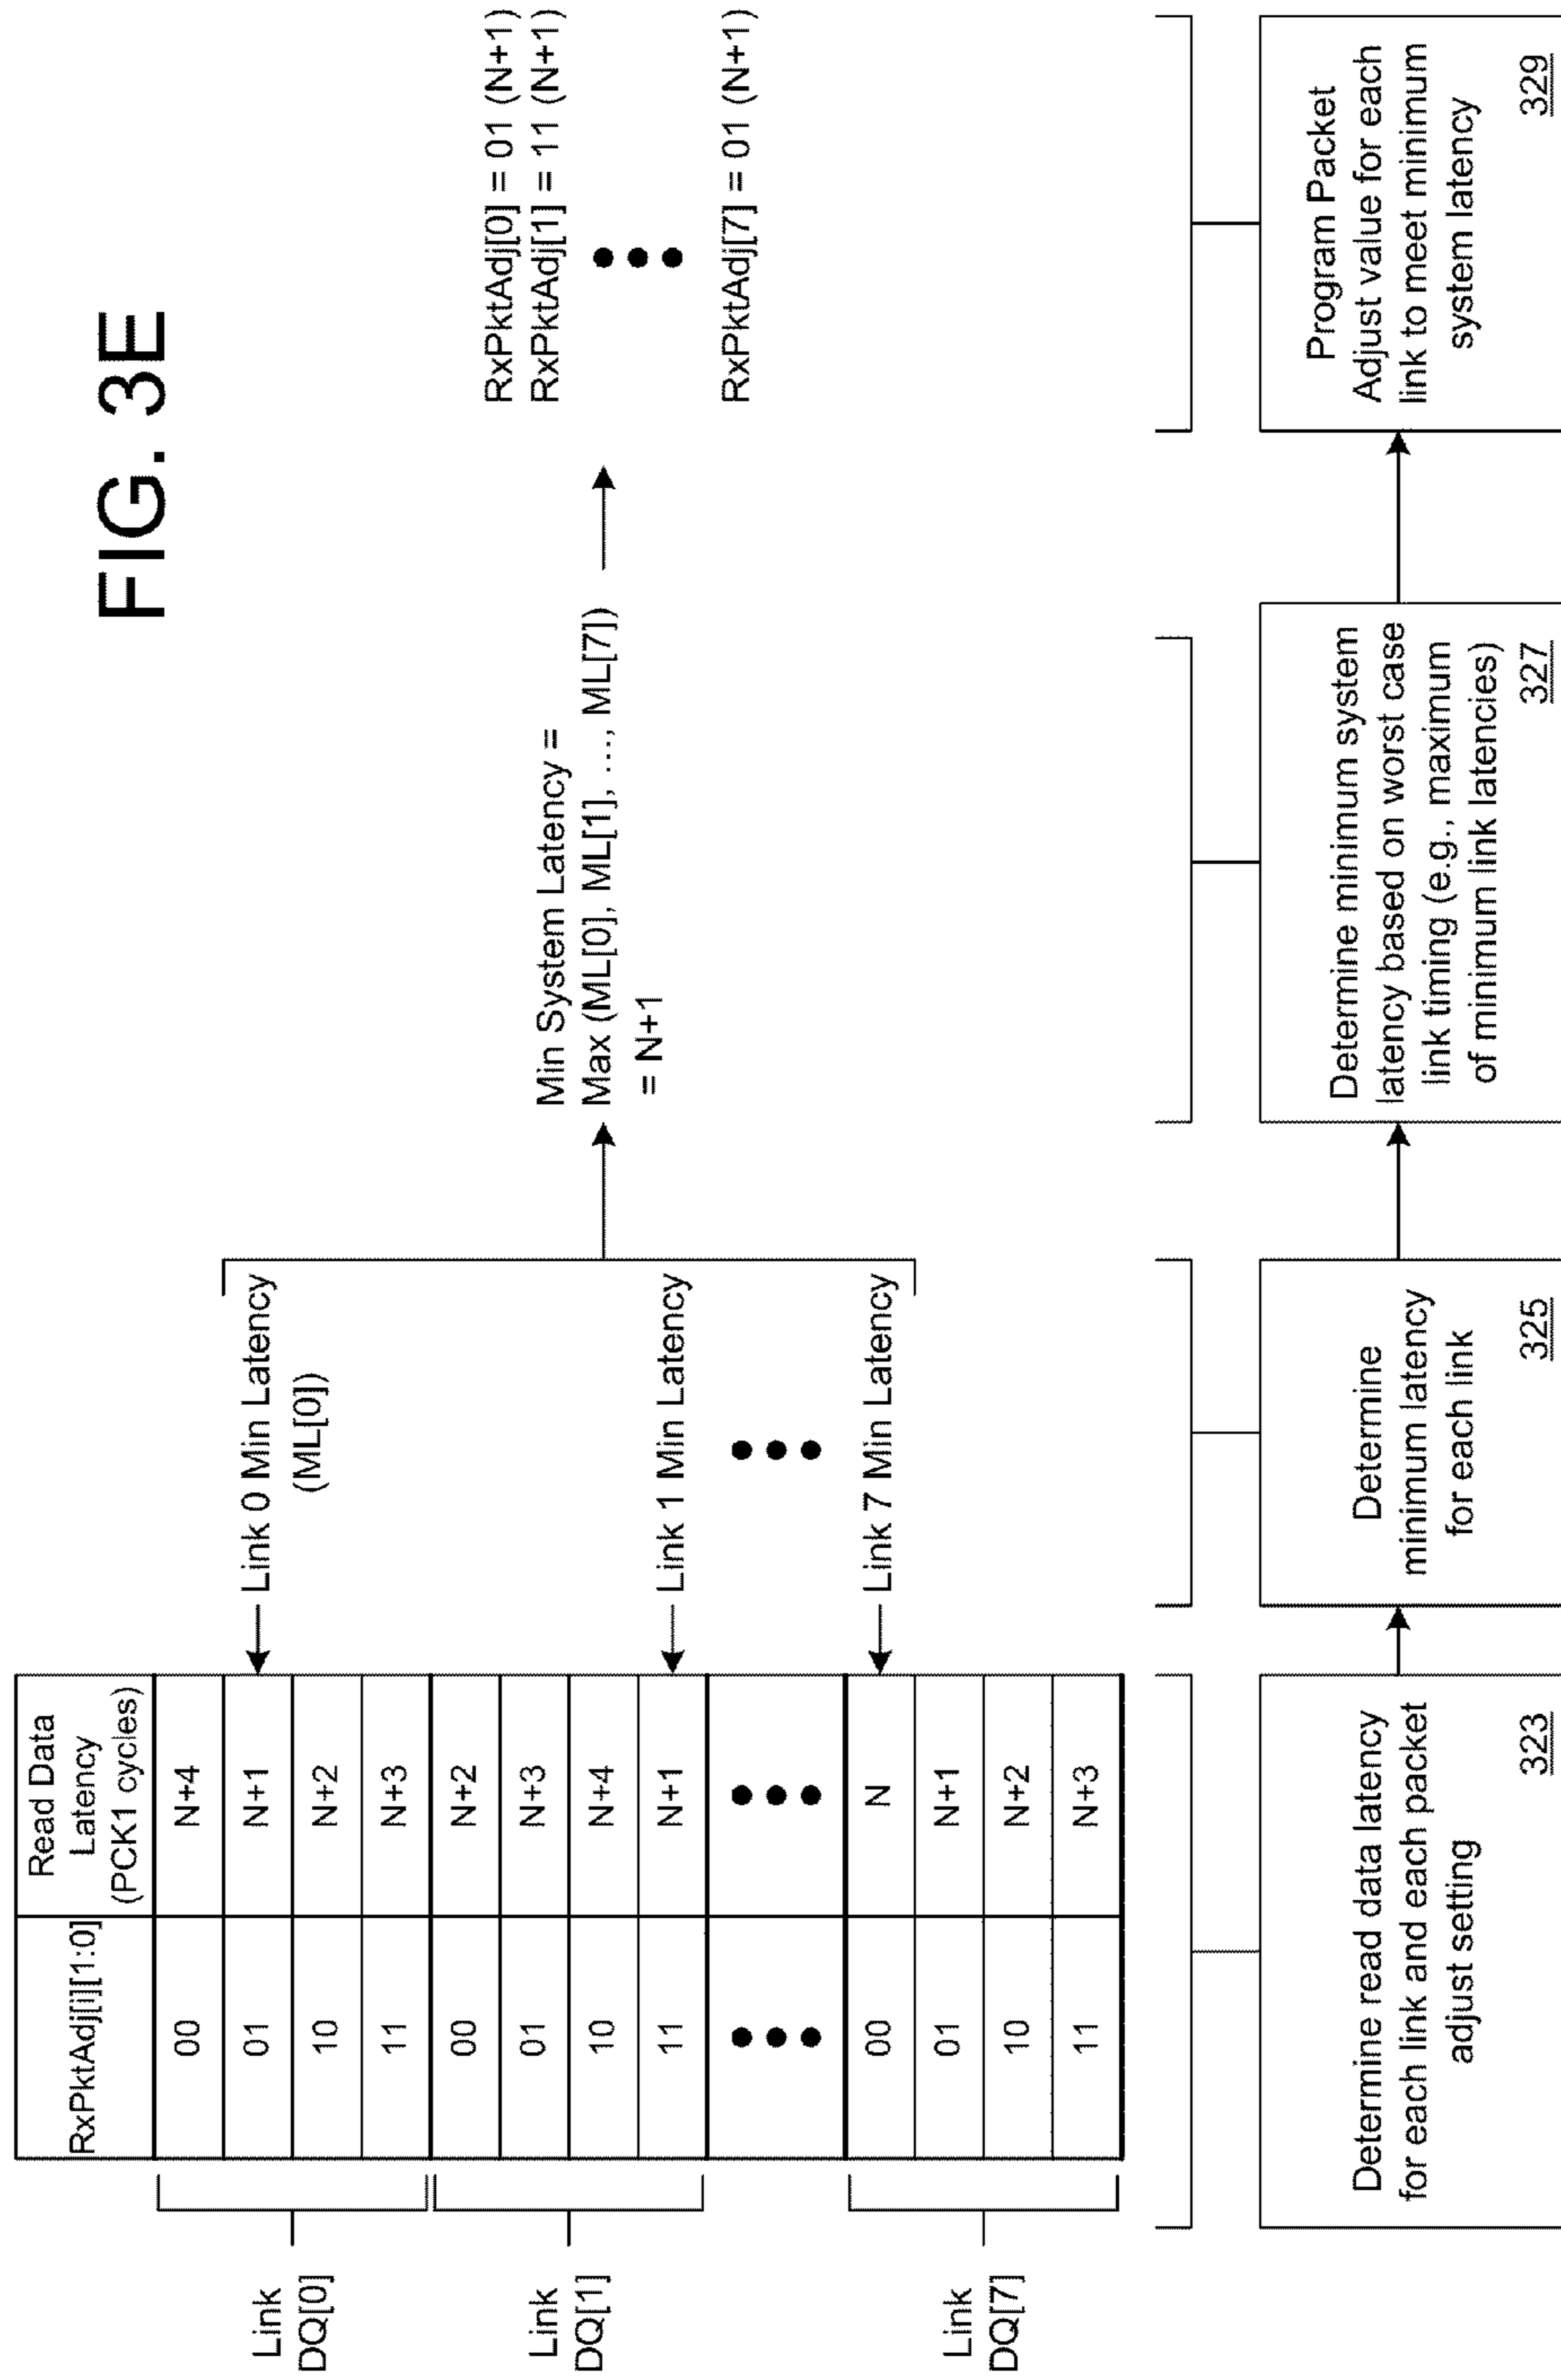 FIG. 3E
RxPktAdj[i][1:0]
Read Data
Latency
(PCK1 cycles)
Link
DQ[0]
00 N+4
01 N+1
10 N+2
11 N+3
Link
DQ[1]
00 N+2
01 N+3
10 N+4
11 N+1
Link
DQ[7]
00 N
01 N+1
10 N+2
11 N+3
Link 0 Min Latency
(ML[0])
Link 1 Min Latency
Link 7 Min Latency
Min System Latency =
Max (ML[0], ML[1], ..., ML[7])
= N+1
RxPktAdj[0] = 01 (N+1)
RxPktAdj[1] = 11 (N+1)
RxPktAdj[7] = 01 (N+1)
Determine read data latency
for each link and each packet
adjust setting
323
Determine
minimum latency
for each link
325
Determine minimum system
latency based on worst case
link timing (e.g., maximum
of minimum link latencies)
327
Program Packet
Adjust value for each
link to meet minimum
system latency
329